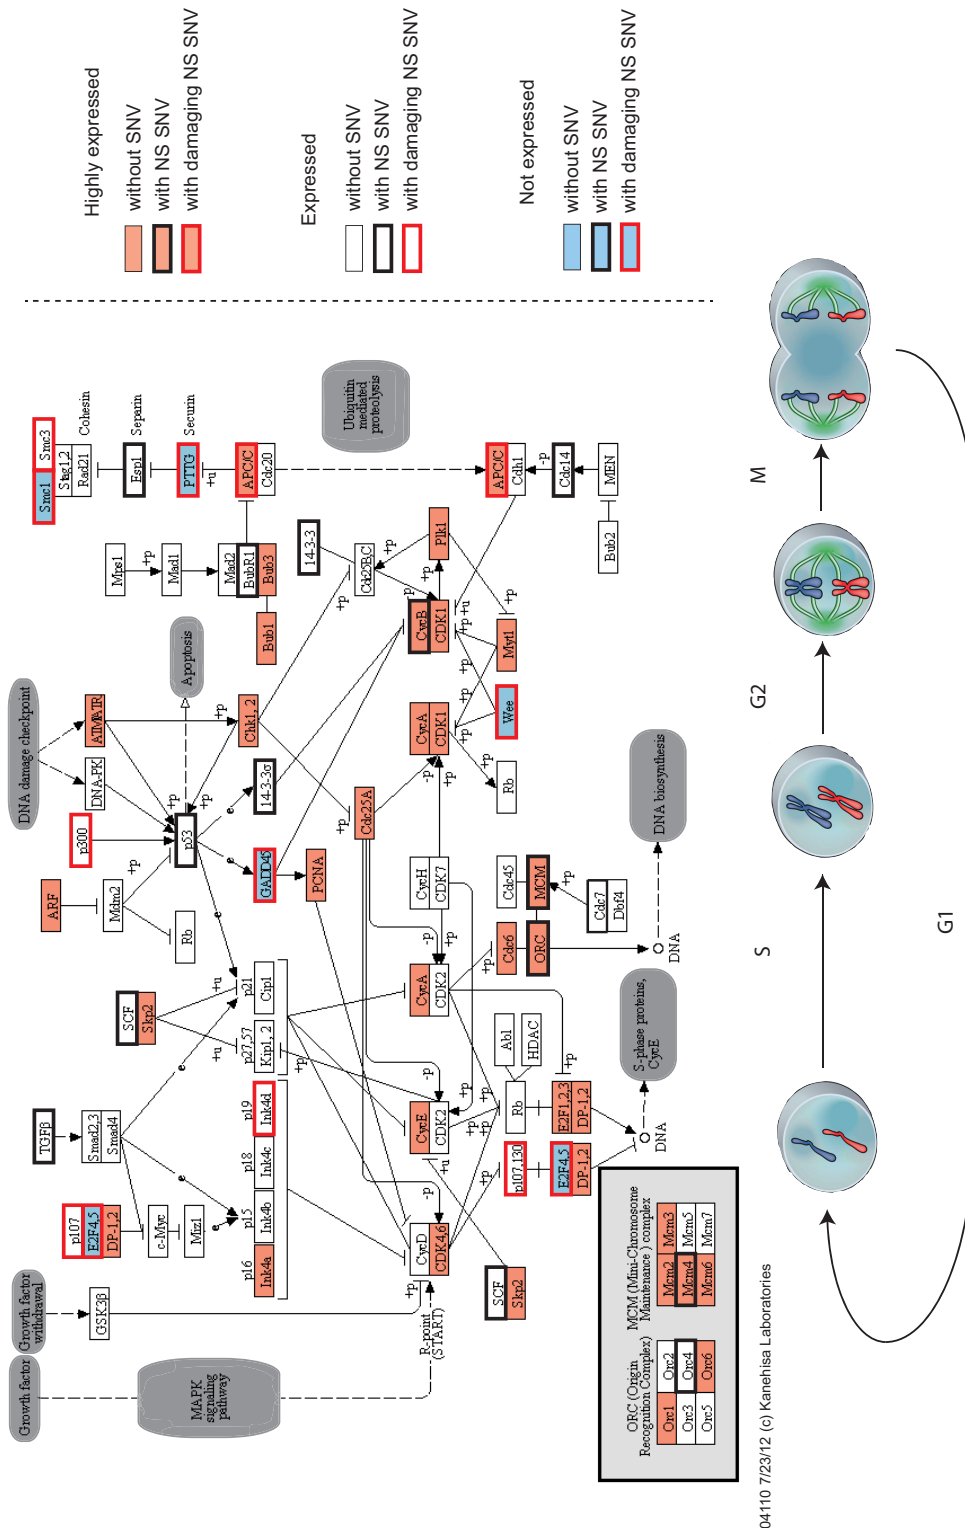 Growth factor
Growth factor
withdrawal
MAPK
signaling
pathway
GSK3β
R-point
(START)
+p
p107
E2F4,5
DP-1,2
TGFβ
Smad2,3
Smad4
c-Myc
Miz1
e
e
e
p16
p15
p18
p19
Ink4a
Ink4b
Ink4c
Ink4d
SCF
Skp2
+u
+u
p27,57
Kip1, 2
p21
Cip1
ARF
Mdm2
Rb
+p
p300
DNA damage checkpoint
DNA-PK
ATM/ATR
+p
+p
+p
+p
p53
Apoptosis
e
e
GADD45
14-3-3σ
PCNA
Chk1, 2
+p
+p
Cdc25A
Mps1
+p
Mad1
Mad2
BubR1
Bub3
Bub1
Smc1
Smc3
Stag1,2
Rad21
Cohesin
Esp1
Separin
PTTG
Securin
+u
APC/C
Cdc20
Ubiquitin
mediated
proteolysis
14-3-3
Cdc25B,C
Plk1
+p
+p
+p
+p
+u
CycB
CDK1
APC/C
Cdh1
-p
Cdc14
MEN
Bub2
Myt1
Wee
+p
+p
+p
CycA
CDK1
-p
+p
Rb
CycH
CDK7
-p
+p
CycA
CDK2
+p
-p
CycE
CDK2
+p
+u
-p
CycD
CDK4,6
+p
SCF
Skp2
p107,130
E2F4,5
DP-1,2
Rb
E2F1,2,3
DP-1,2
+p
Abl
HDAC
DNA
S-phase proteins,
CycE
Cdc6
+p
ORC
MCM
Cdc45
+p
Cdc7
Dbf4
DNA
DNA biosynthesis
ORC (Origin
Recognition Complex)
Orc1
Orc2
Orc3
Orc4
Orc5
Orc6
MCM (Mini-Chromosome
Maintenance ) complex
Mcm2
Mcm3
Mcm4
Mcm5
Mcm6
Mcm7
04110 7/23/12 (c) Kanehisa Laboratories
Highly expressed
without SNV
with NS SNV
with damaging NS SNV
Expressed
without SNV
with NS SNV
with damaging NS SNV
Not expressed
without SNV
with NS SNV
with damaging NS SNV
S
G2
M
G1